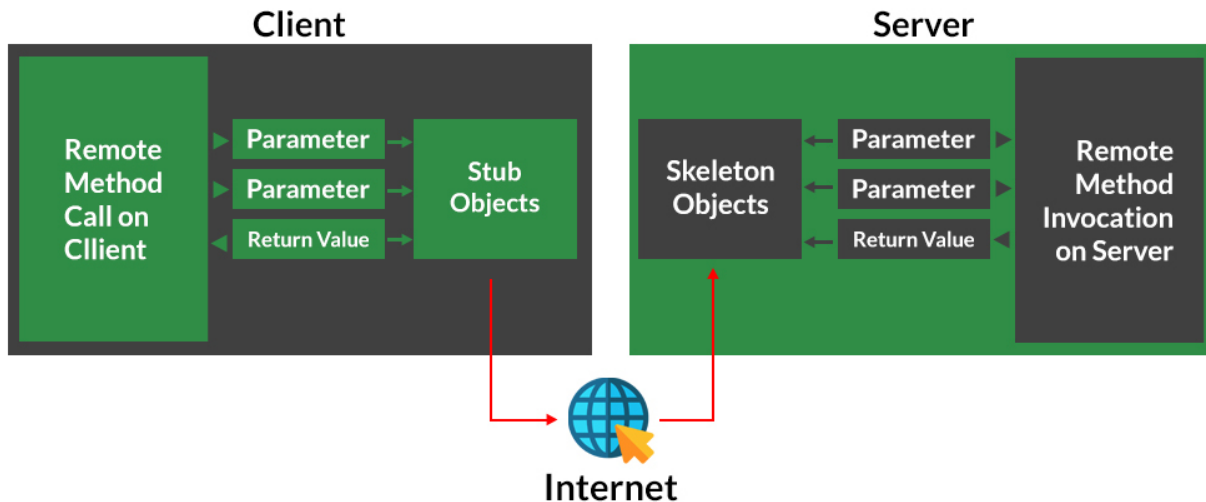 Client
Server
Remote
Method
Call on
Cllient
Parameter
Parameter
Return Value
Stub
Objects
Skeleton
Objects
Parameter
Parameter
Return Value
Remote
Method
Invocation
on Server
Internet